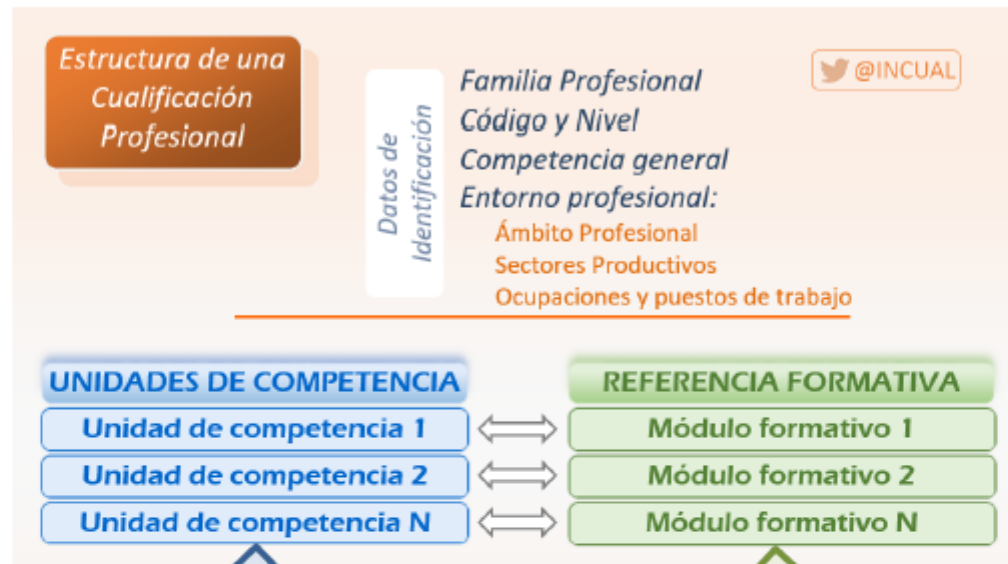 Estructura de una
Cualificación
Profesional
Datos de
Identificación
Familia Profesional
Código y Nivel
Competencia general
Entorno profesional:
Ámbito Profesional
Sectores Productivos
Ocupaciones y puestos de trabajo
@INCUAL
UNIDADES DE COMPETENCIA
REFERENCIA FORMATIVA
Unidad de competencia 1
Módulo formativo 1
Unidad de competencia 2
Módulo formativo 2
Unidad de competencia N
Módulo formativo N